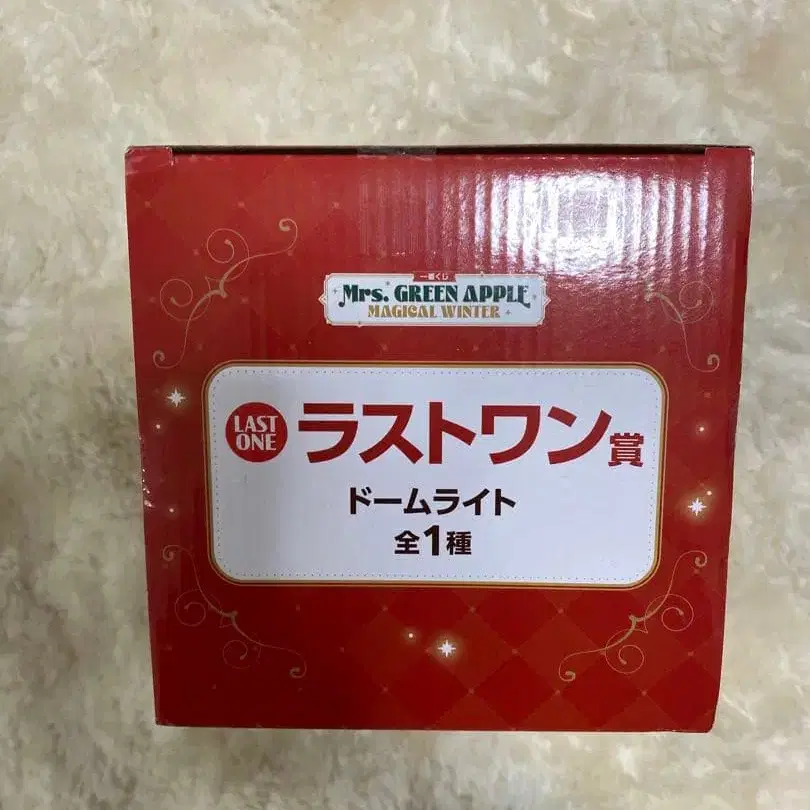 一番くじ
Mrs. GREEN APPLE
MAGICAL WINTER
LAST
ONE
ラストワン賞
ドームライト
全1種